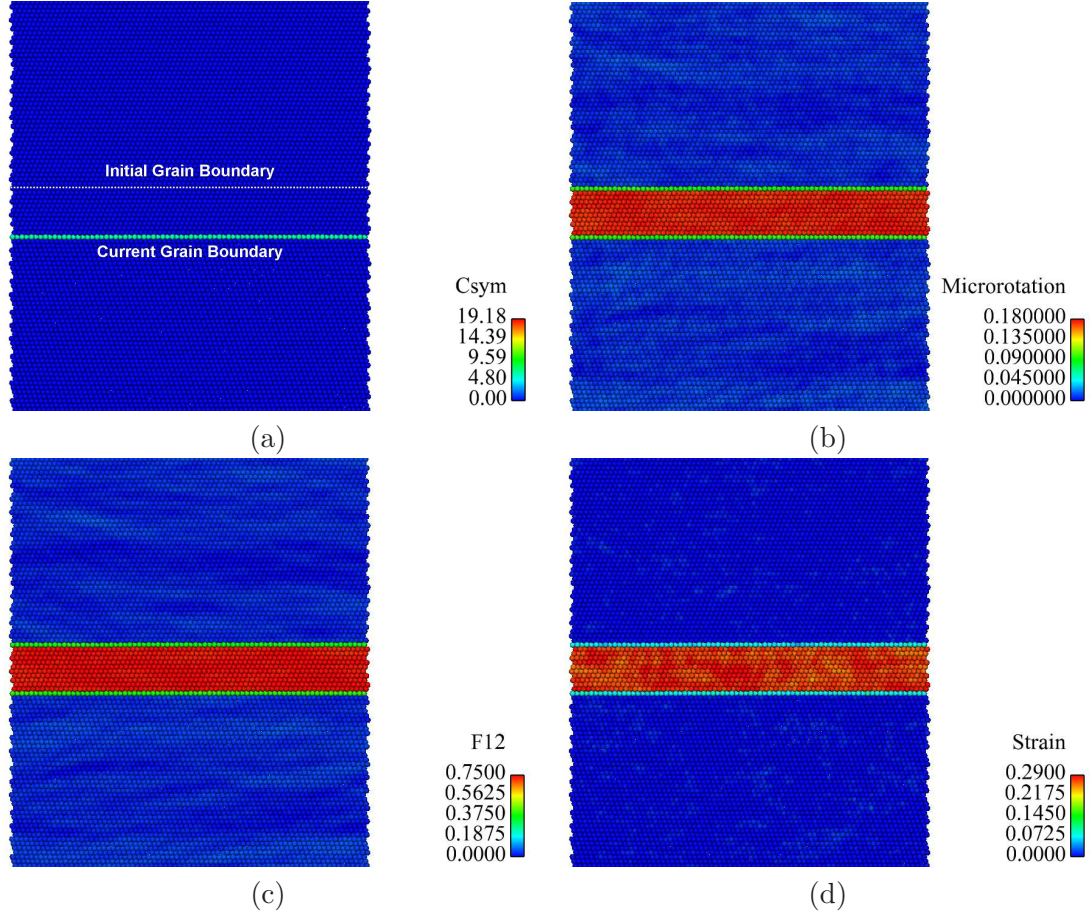 Initial Grain Boundary
Current Grain Boundary
Csym
19.18
14.39
9.59
4.80
0.00
(a)
Microrotation
0.180000
0.135000
0.090000
0.045000
0.000000
(b)
F12
0.7500
0.5625
0.3750
0.1875
0.0000
(c)
Strain
0.2900
0.2175
0.1450
0.0725
0.0000
(d)